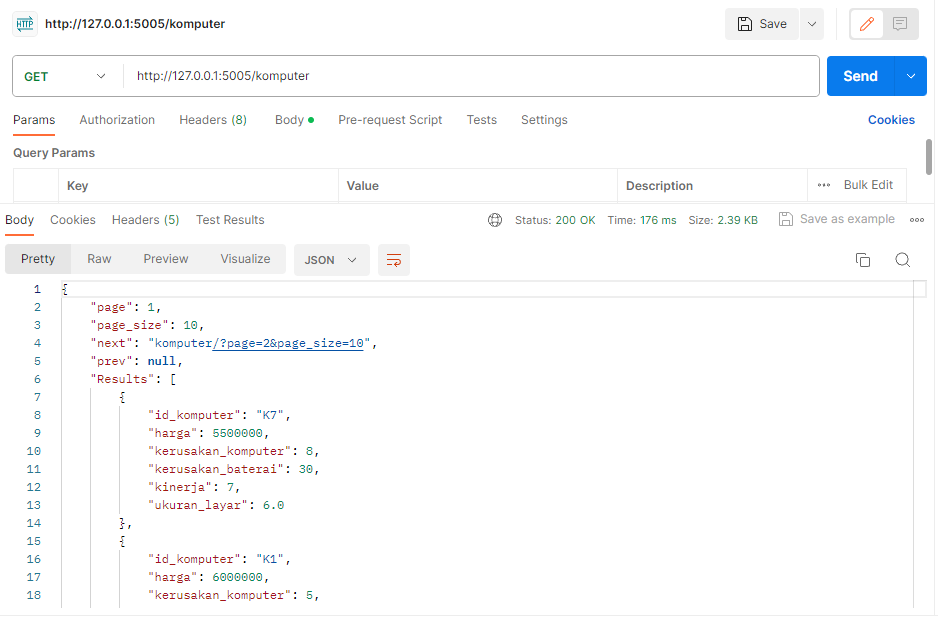 HTTP http://127.0.0.1:5005/komputer Save
GET http://127.0.0.1:5005/komputer Send
Params Authorization Headers (8) Body Pre-request Script Tests Settings Cookies
Query Params
Key Value Description Bulk Edit
Body Cookies Headers (5) Test Results Status: 200 OK Time: 176 ms Size: 2.39 KB Save as example
Pretty Raw Preview Visualize JSON
1 {
2 "page": 1,
3 "page_size": 10,
4 "next": "komputer/?page=2&page_size=10",
5 "prev": null,
6 "Results": [
7 {
8 "id_komputer": "K7",
9 "harga": 5500000,
10 "kerusakan_komputer": 8,
11 "kerusakan_baterai": 30,
12 "kinerja": 7,
13 "ukuran_layar": 6.0
14 },
15 {
16 "id_komputer": "K1",
17 "harga": 6000000,
18 "kerusakan_komputer": 5,